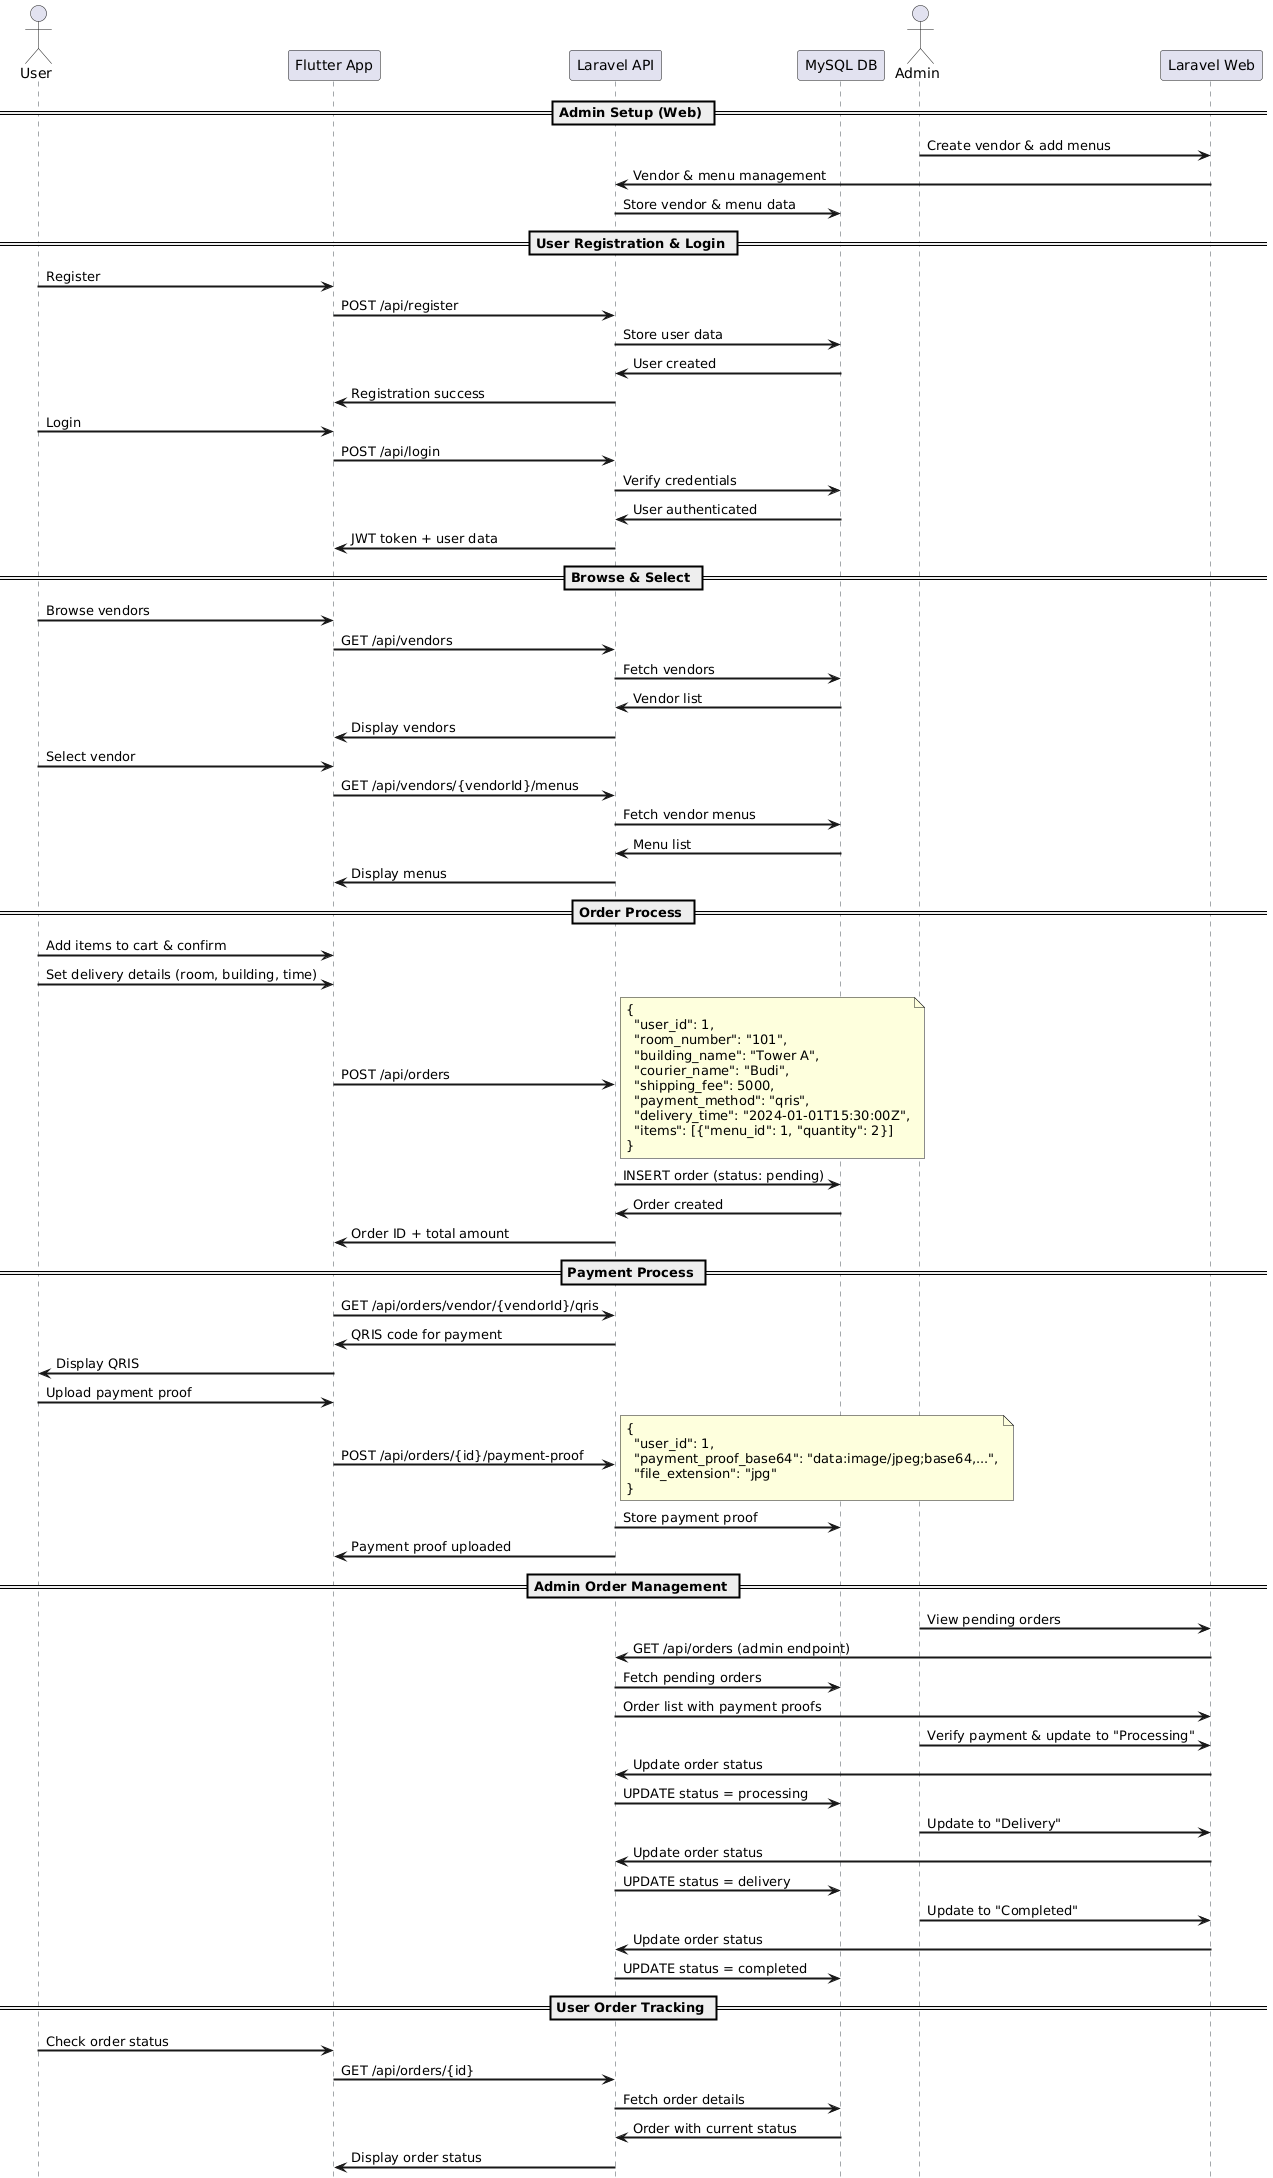 User
Flutter App
Laravel API
MySQL DB
Admin
Laravel Web
Admin Setup (Web)
Create vendor & add menus
Vendor & menu management
Store vendor & menu data
User Registration & Login
Register
POST /api/register
Store user data
User created
Registration success
Login
POST /api/login
Verify credentials
User authenticated
JWT token + user data
Browse & Select
Browse vendors
GET /api/vendors
Fetch vendors
Vendor list
Display vendors
Select vendor
GET /api/vendors/{vendorId}/menus
Fetch vendor menus
Menu list
Display menus
Order Process
Add items to cart & confirm
Set delivery details (room, building, time)
POST /api/orders
{
"user_id": 1,
"room_number": "101",
"building_name": "Tower A",
"courier_name": "Budi",
"shipping_fee": 5000,
"payment_method": "qris",
"delivery_time": "2024-01-01T15:30:00Z",
"items": [{"menu_id": 1, "quantity": 2}]
}
INSERT order (status: pending)
Order created
Order ID + total amount
Payment Process
GET /api/orders/vendor/{vendorId}/qris
QRIS code for payment
Display QRIS
Upload payment proof
POST /api/orders/{id}/payment-proof
{
"user_id": 1,
"payment_proof_base64": "data:image/jpeg;base64,...",
"file_extension": "jpg"
}
Store payment proof
Payment proof uploaded
Admin Order Management
View pending orders
GET /api/orders (admin endpoint)
Fetch pending orders
Order list with payment proofs
Verify payment & update to "Processing"
Update order status
UPDATE status = processing
Update to "Delivery"
Update order status
UPDATE status = delivery
Update to "Completed"
Update order status
UPDATE status = completed
User Order Tracking
Check order status
GET /api/orders/{id}
Fetch order details
Order with current status
Display order status